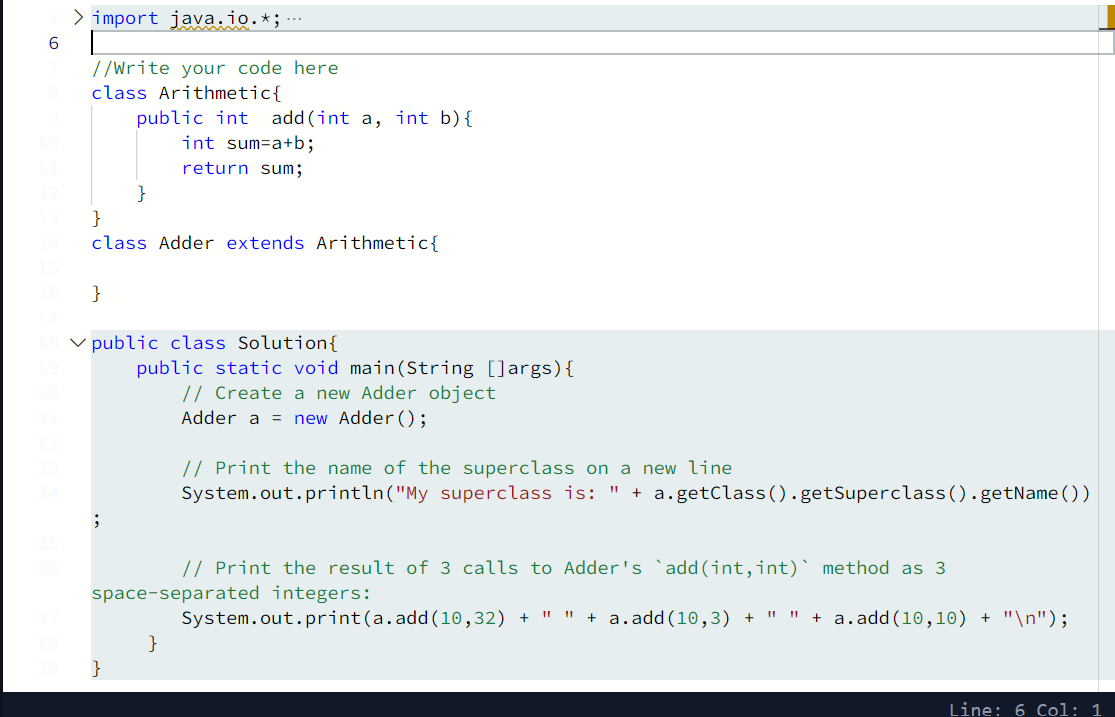 1 import java.io.*; ···
6
7 //Write your code here
8 class Arithmetic{
9 public int  add(int a, int b){
10 int sum=a+b;
11 return sum;
12 }
13 }
14 class Adder extends Arithmetic{
15
16 }
17
18 public class Solution{
19 public static void main(String []args){
20 // Create a new Adder object
21 Adder a = new Adder();
22
23 // Print the name of the superclass on a new line
24 System.out.println("My superclass is: " + a.getClass().getSuperclass().getName())
;
25
26 // Print the result of 3 calls to Adder's `add(int,int)` method as 3
space-separated integers:
27 System.out.print(a.add(10,32) + " " + a.add(10,3) + " " + a.add(10,10) + "\n");
28 }
29 }
Line: 6 Col: 1